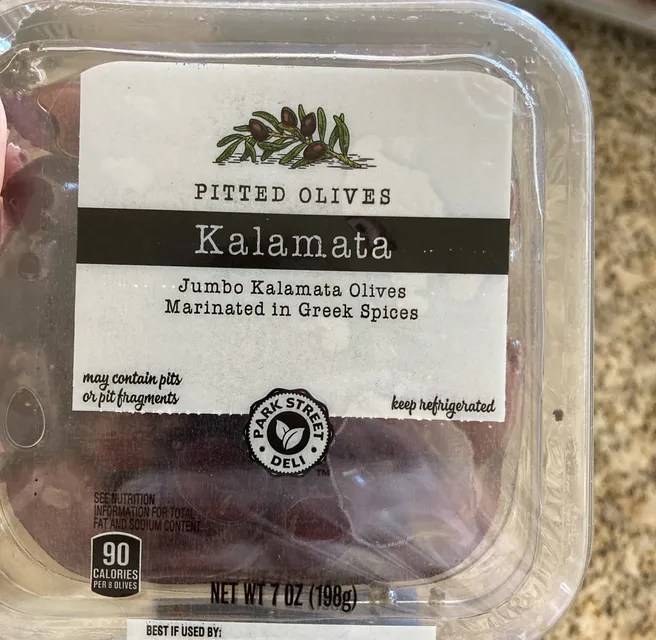 PITTED OLIVES
Kalamata
Jumbo Kalamata Olives
Marinated in Greek Spices
may contain pits
or pit fragments
keep refrigerated
PARK STREET
DELI
TM
SEE NUTRITION
INFORMATION FOR TOTAL
FAT AND SODIUM CONTENT.
90
CALORIES
PER 8 OLIVES
NET WT 7 OZ (198g)
BEST IF USED BY: